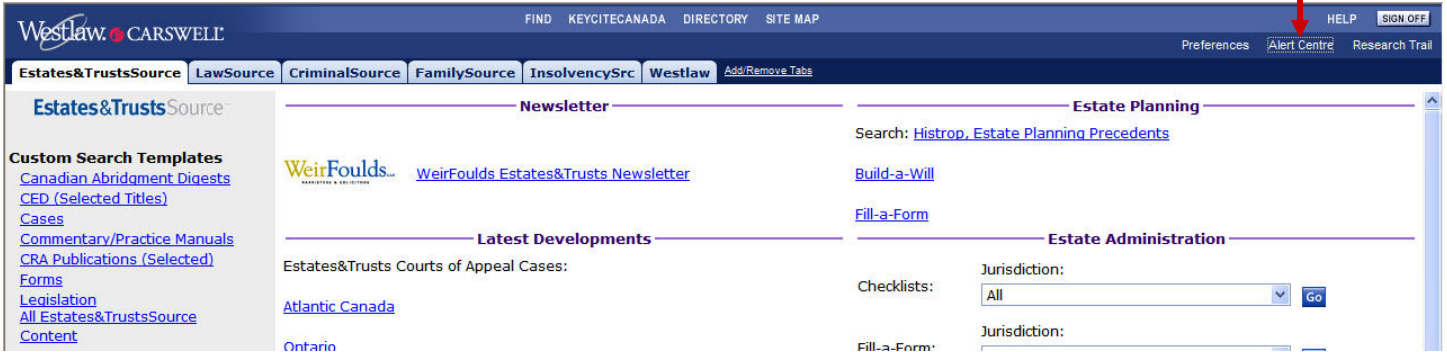 Westlaw. CARSWELL
FIND KEYCITECANADA DIRECTORY SITE MAP
HELP SIGN OFF
Preferences Alert Centre Research Trail
Estates&TrustsSource LawSource CriminalSource FamilySource InsolvencySrc Westlaw Add/Remove Tabs
Estates&TrustsSource
Custom Search Templates
Canadian Abridgment Digests
CED (Selected Titles)
Cases
Commentary/Practice Manuals
CRA Publications (Selected)
Forms
Legislation
All Estates&TrustsSource
Content
Newsletter
WeirFoulds LLP
BARRISTERS & SOLICITORS
WeirFoulds Estates&Trusts Newsletter
Latest Developments
Estates&Trusts Courts of Appeal Cases:
Atlantic Canada
Ontario
Estate Planning
Search: Histrop, Estate Planning Precedents
Build-a-Will
Fill-a-Form
Estate Administration
Jurisdiction:
Checklists: All Go
Jurisdiction:
Fill-a-Form: